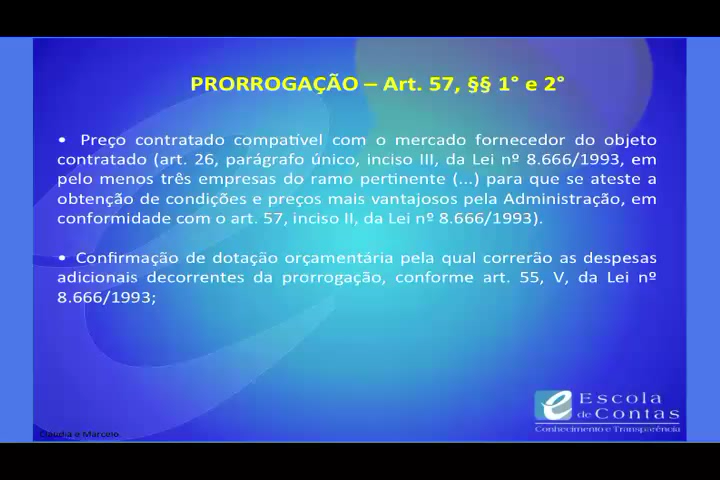 PRORROGAÇÃO – Art. 57, §§ 1° e 2°
• Preço contratado compatível com o mercado fornecedor do objeto
contratado (art. 26, parágrafo único, inciso III, da Lei nº 8.666/1993, em
pelo menos três empresas do ramo pertinente (...) para que se ateste a
obtenção de condições e preços mais vantajosos pela Administração, em
conformidade com o art. 57, inciso II, da Lei nº 8.666/1993).
• Confirmação de dotação orçamentária pela qual correrão as despesas
adicionais decorrentes da prorrogação, conforme art. 55, V, da Lei nº
8.666/1993;
Escola
de Contas
Conhecimento e Transparência
Cláudia e Marcelo